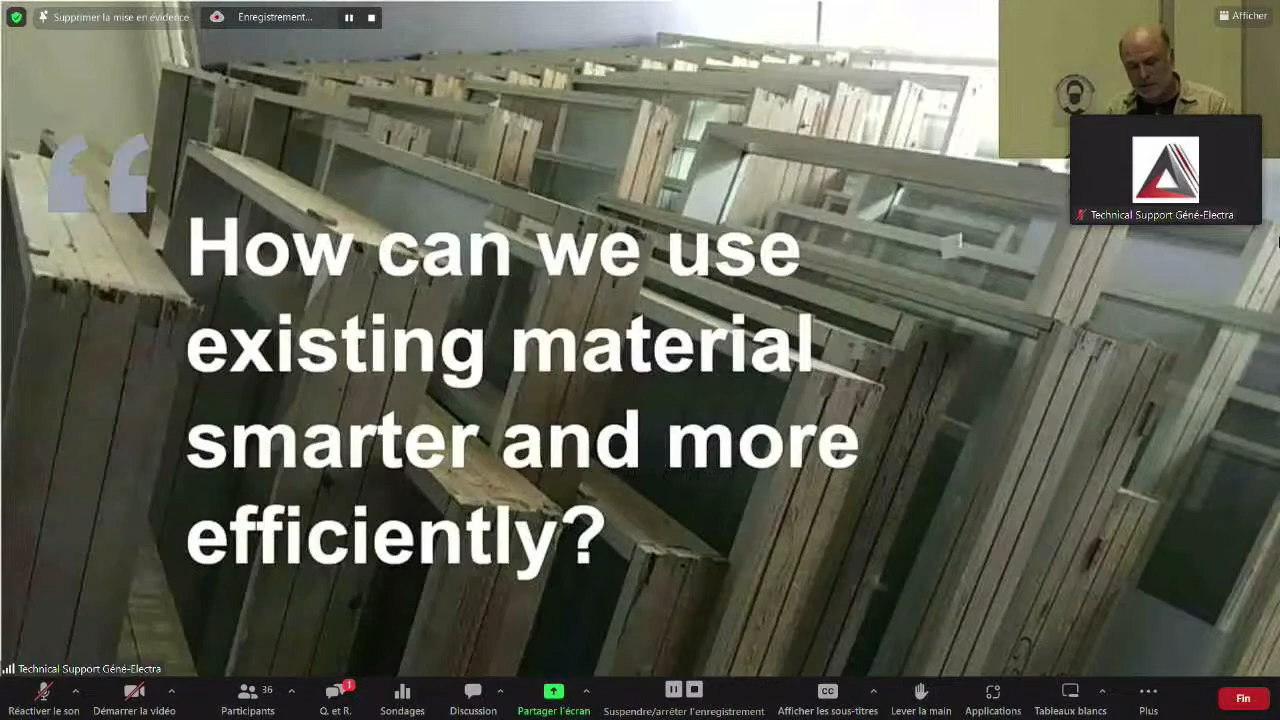 Supprimer la mise en évidence
Enregistrement...
Afficher
“
How can we use
existing material
smarter and more
efficiently?
Technical Support Géné-Electra
Technical Support Géné-Electra
Réactiver le son
Démarrer la vidéo
36
Participants
1
Q. et R.
Sondages
Discussion
Partager l'écran
Suspendre/arrêter l'enregistrement
CC
Afficher les sous-titres
Lever la main
Applications
Tableaux blancs
Plus
Fin